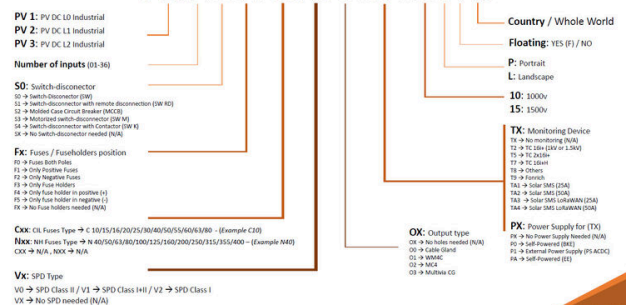 PV 1: PV DC L0 Industrial
PV 2: PV DC L1 Industrial
PV 3: PV DC L2 Industrial
Number of inputs (01-36)
S0: Switch-disconector
S0 → Switch-Disconector (SW)
S1 → Switch-disconnector with remote disconnection (SW RD)
S2 → Molded Case Circuit Breaker (MCCB)
S3 → Motorized switch-disconnector (SW M)
S4 → Switch-disconnector with Contactor (SW K)
SX → No Switch-disconnector needed (N/A)
Fx: Fuses / Fuseholders position
F0 → Fuses Both Poles
F1 → Only Positive Fuses
F2 → Only Negative Fuses
F3 → Only Fuse Holders
F4 → Only fuse holder in positive (+)
F5 → Only fuse holder in negative (-)
FX → No Fuse holders needed (N/A)
Cxx: CIL Fuses Type → C 10/15/16/20/25/30/40/50/55/60/63/80 - (Example C10)
Nxx: NH Fuses Type → N 40/50/63/80/100/125/160/200/250/315/355/400 – (Example N40)
CXX → N/A , NXX → N/A
Vx: SPD Type
V0 → SPD Class II / V1 → SPD Class I+II / V2 → SPD Class I
VX → No SPD needed (N/A)
OX: Output type
OX → No holes needed (N/A)
O0 → Cable Gland
O1 → WM4C
O2 → MC4
O3 → Multivia CG
Country / Whole World
Floating: YES (F) / NO
P: Portrait
L: Landscape
10: 1000v
15: 1500v
TX: Monitoring Device
TX → No monitoring (N/A)
T2 → TC 16i+ (1kV or 1.5kV)
T5 → TC 2x16i+
T7 → TC 16i+H
T8 → Others
T9 → Fonrich
TA1 → Solar SMS (25A)
TA2 → Solar SMS (50A)
TA3 → Solar SMS LoRaWAN (25A)
TA4 → Solar SMS LoRaWAN (50A)
PX: Power Supply for (TX)
PX → No Power Supply Needed (N/A)
P0 → Self-Powered (BKE)
P1 → External Power Supply (PS ACDC)
PA → Self-Powered (EE)